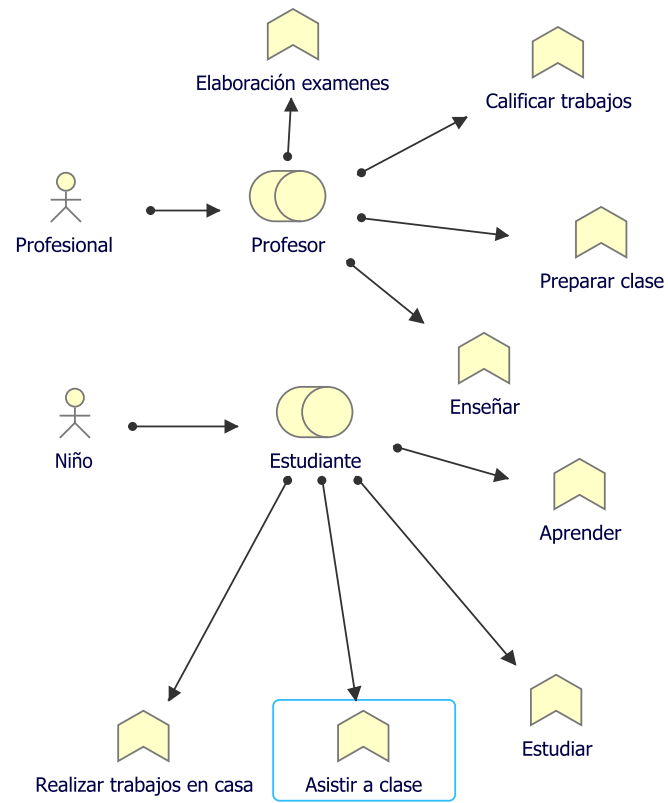 Elaboración examenes
Calificar trabajos
Profesional
Profesor
Preparar clase
Enseñar
Niño
Estudiante
Aprender
Estudiar
Realizar trabajos en casa
Asistir a clase